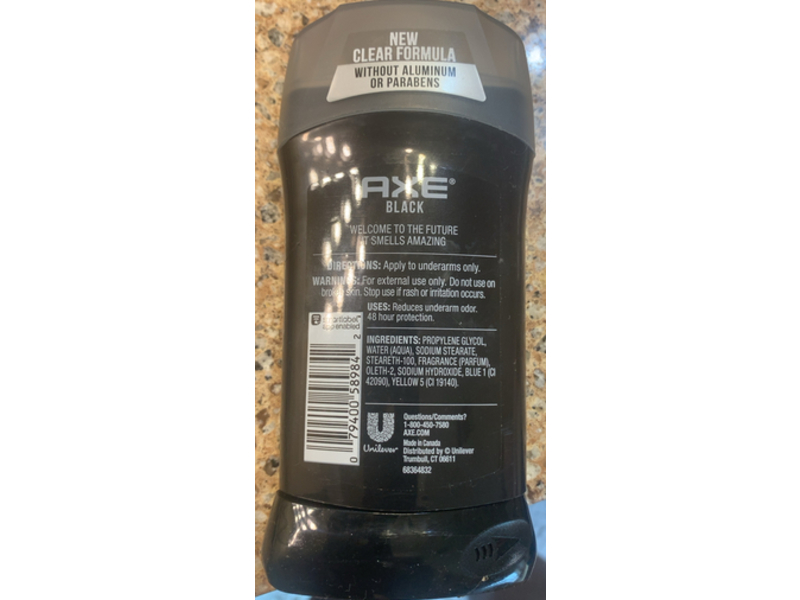 NEW
CLEAR FORMULA
WITHOUT ALUMINUM
OR PARABENS
AXE®
BLACK
WELCOME TO THE FUTURE
IT SMELLS AMAZING
DIRECTIONS: Apply to underarms only.
WARNINGS: For external use only. Do not use on
broken skin. Stop use if rash or irritation occurs.
USES: Reduces underarm odor.
48 hour protection.
smartlabel
App enabled
INGREDIENTS: PROPYLENE GLYCOL,
WATER (AQUA), SODIUM STEARATE,
STEARETH-100, FRAGRANCE (PARFUM),
OLETH-2, SODIUM HYDROXIDE, BLUE 1 (CI
42090), YELLOW 5 (CI 19140).
0 79400 58984 2
Unilever
Questions/Comments?
1-800-450-7580
AXE.COM
Made in Canada
Distributed by © Unilever
Trumbull, CT 06611
68364832